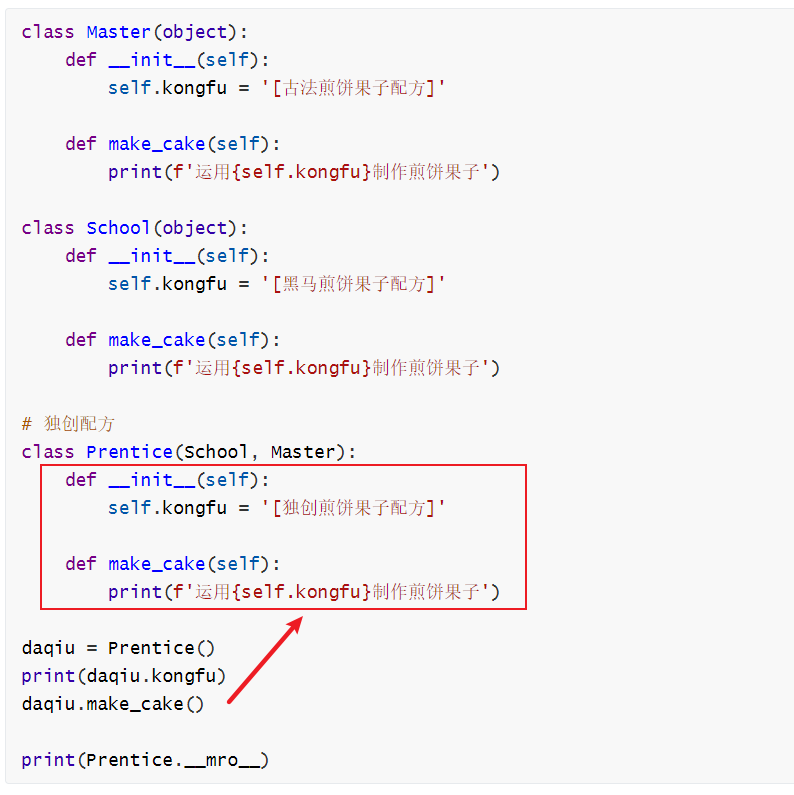 class Master(object):
    def __init__(self):
        self.kongfu = '[古法煎饼果子配方]'

    def make_cake(self):
        print(f'运用{self.kongfu}制作煎饼果子')

class School(object):
    def __init__(self):
        self.kongfu = '[黑马煎饼果子配方]'

    def make_cake(self):
        print(f'运用{self.kongfu}制作煎饼果子')

# 独创配方
class Prentice(School, Master):
    def __init__(self):
        self.kongfu = '[独创煎饼果子配方]'

    def make_cake(self):
        print(f'运用{self.kongfu}制作煎饼果子')

daqiu = Prentice()
print(daqiu.kongfu)
daqiu.make_cake()

print(Prentice.__mro__)